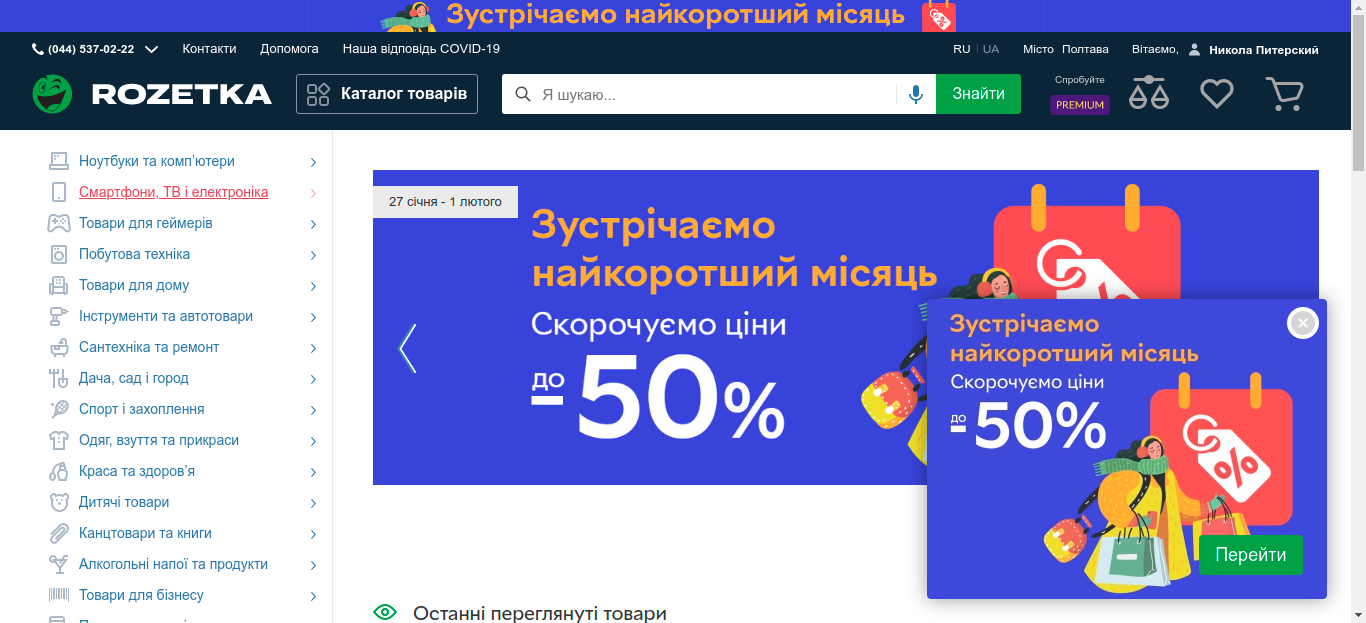 Зустрічаємо найкоротший місяць
(044) 537-02-22
Контакти
Допомога
Наша відповідь COVID-19
RU | UA
Місто Полтава
Вітаємо, Никола Питерский
ROZETKA
Каталог товарів
Я шукаю...
Знайти
Спробуйте
PREMIUM
Ноутбуки та комп’ютери
Смартфони, ТВ і електроніка
Товари для геймерів
Побутова техніка
Товари для дому
Інструменти та автотовари
Сантехніка та ремонт
Дача, сад і город
Спорт і захоплення
Одяг, взуття та прикраси
Краса та здоров’я
Дитячі товари
Канцтовари та книги
Алкогольні напої та продукти
Товари для бізнесу
27 січня - 1 лютого
Зустрічаємо
найкоротший місяць
Скорочуємо ціни
до -50%
%
Зустрічаємо
найкоротший місяць
Скорочуємо ціни
до -50%
%
Перейти
Останні переглянуті товари